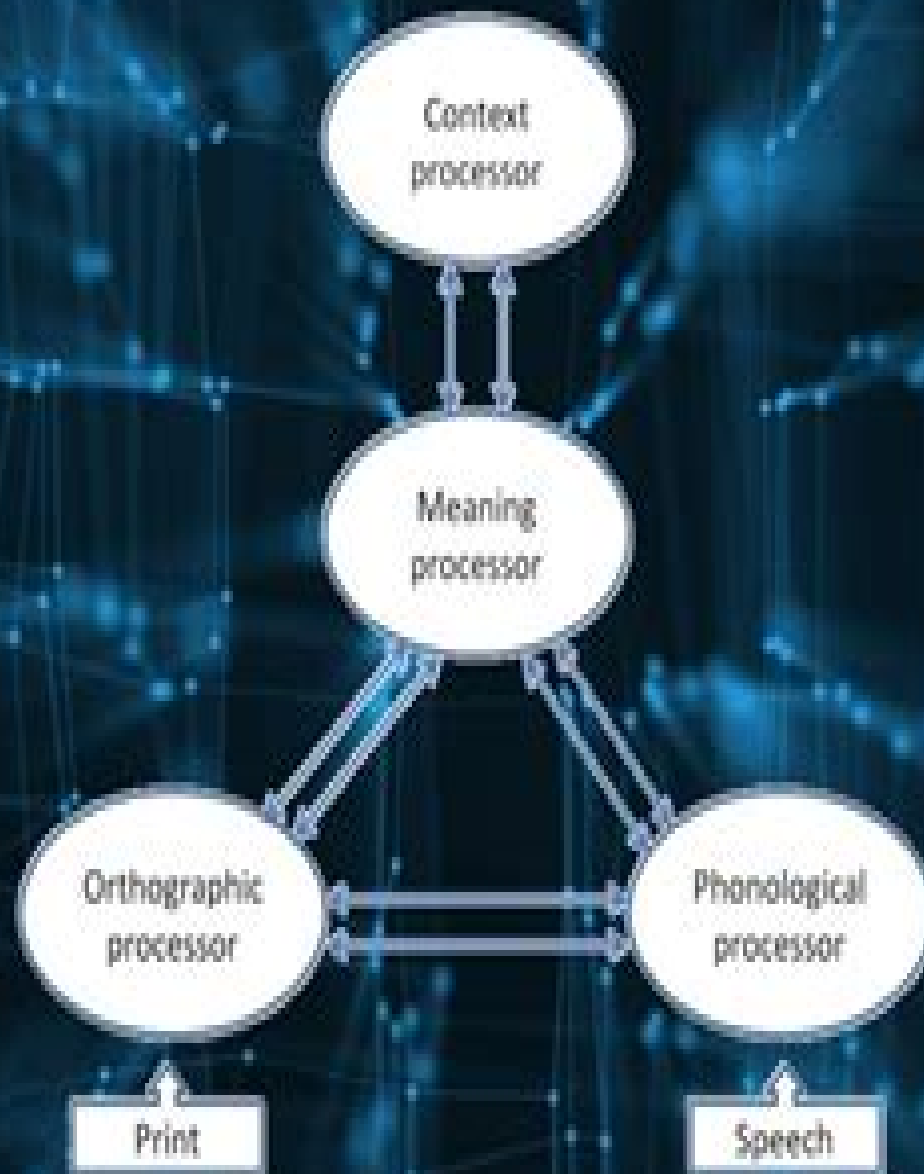 Context
processor
Meaning
processor
Orthographic
processor
Phonological
processor
Print
Speech